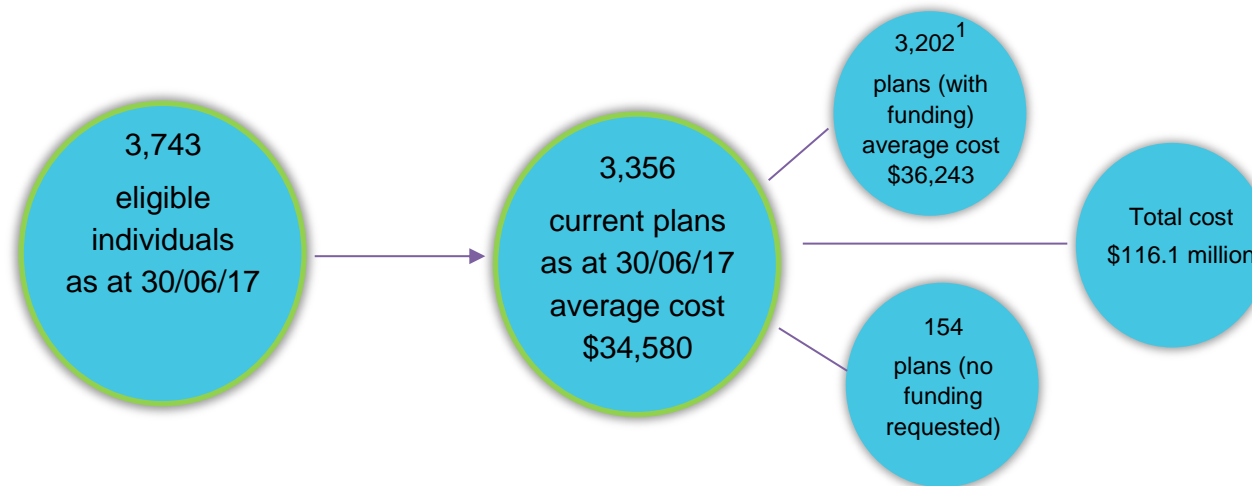 3,743
eligible
individuals
as at 30/06/17
3,356
current plans
as at 30/06/17
average cost
$34,580
3,202¹
plans (with
funding)
average cost
$36,243
154
plans (no
funding
requested)
Total cost
$116.1 million